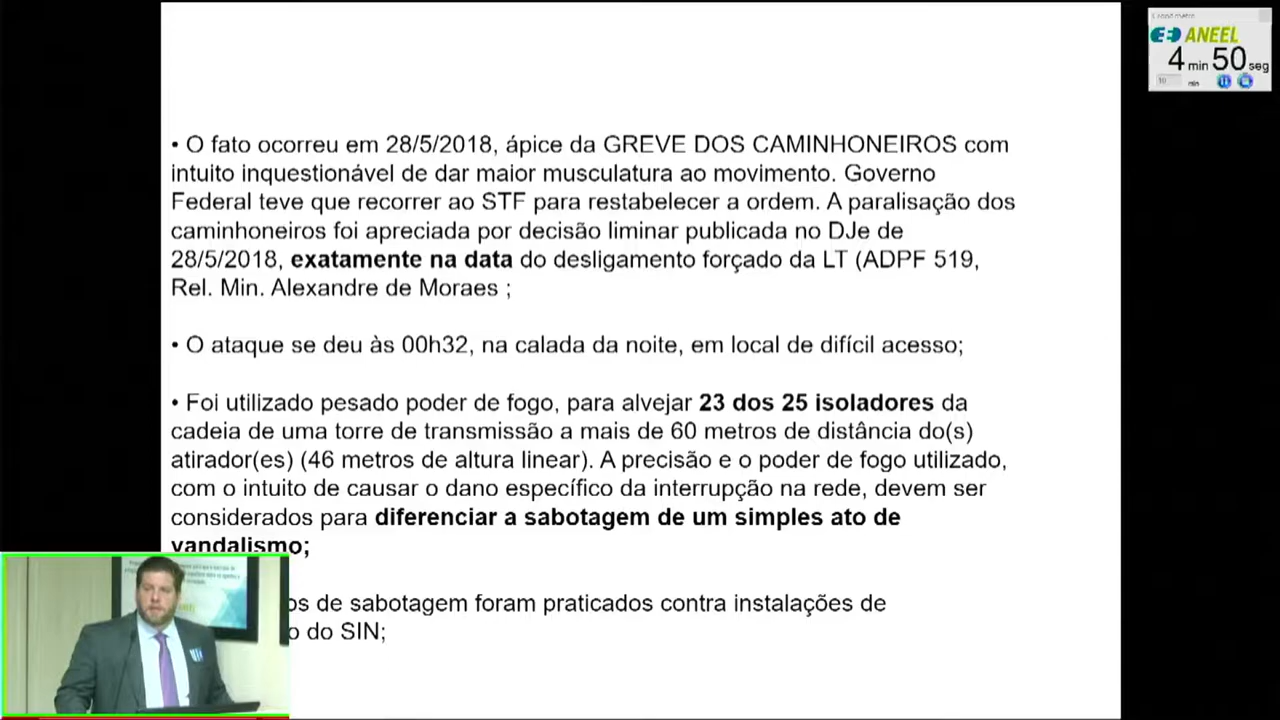 ANEEL
4 min 50 seg
10 min
• O fato ocorreu em 28/5/2018, ápice da GREVE DOS CAMINHONEIROS com
intuito inquestionável de dar maior musculatura ao movimento. Governo
Federal teve que recorrer ao STF para restabelecer a ordem. A paralisação dos
caminhoneiros foi apreciada por decisão liminar publicada no DJe de
28/5/2018, exatamente na data do desligamento forçado da LT (ADPF 519,
Rel. Min. Alexandre de Moraes ;
• O ataque se deu às 00h32, na calada da noite, em local de difícil acesso;
• Foi utilizado pesado poder de fogo, para alvejar 23 dos 25 isoladores da
cadeia de uma torre de transmissão a mais de 60 metros de distância do(s)
atirador(es) (46 metros de altura linear). A precisão e o poder de fogo utilizado,
com o intuito de causar o dano específico da interrupção na rede, devem ser
considerados para diferenciar a sabotagem de um simples ato de
vandalismo;
os de sabotagem foram praticados contra instalações de
o do SIN;